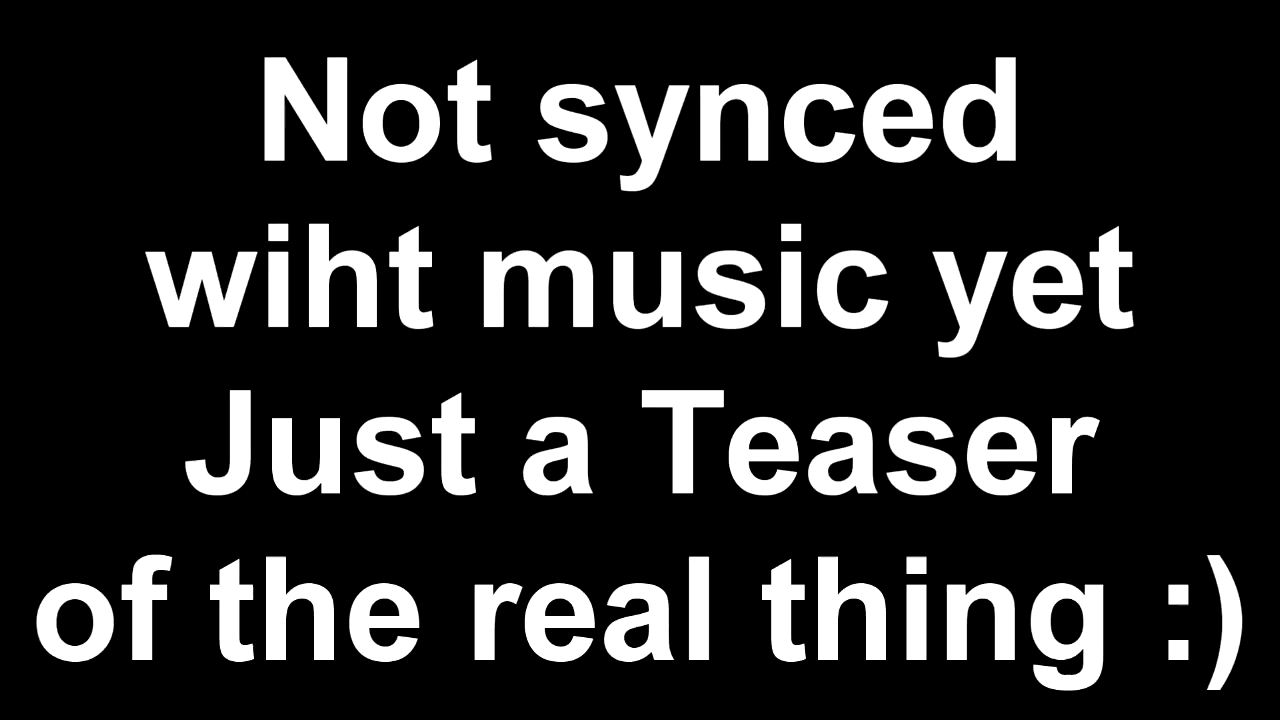 Not synced
wiht music yet
Just a Teaser
of the real thing :)